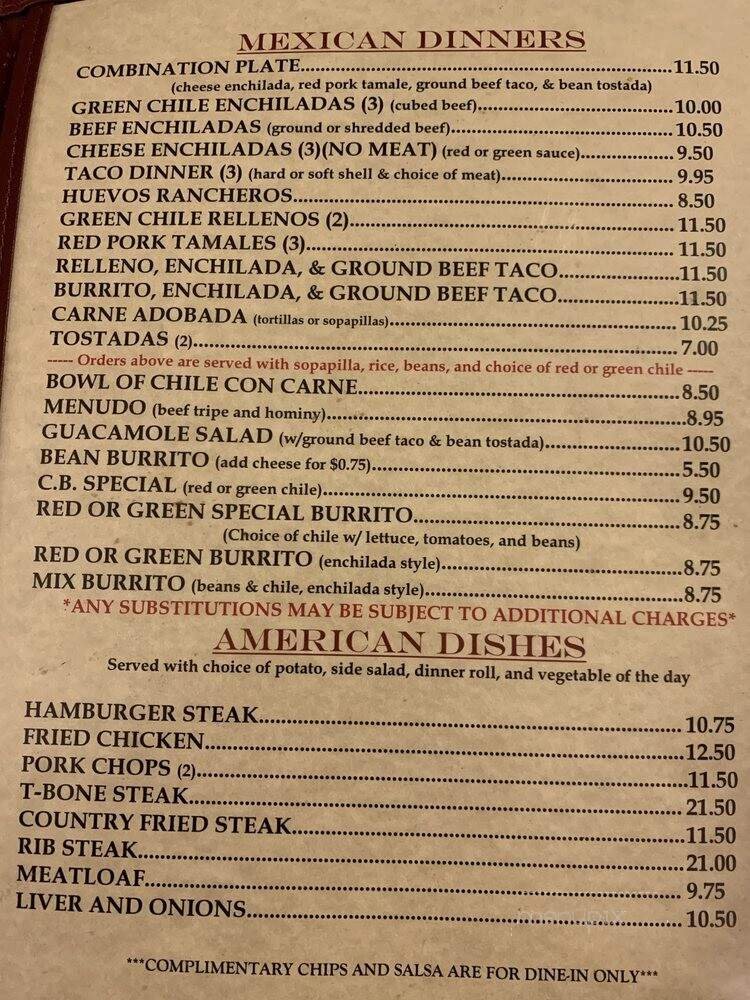 MEXICAN DINNERS
COMBINATION PLATE........11.50
(cheese enchilada, red pork tamale, ground beef taco, & bean tostada)
GREEN CHILE ENCHILADAS (3) (cubed beef)........10.00
BEEF ENCHILADAS (ground or shredded beef)........10.50
CHEESE ENCHILADAS (3)(NO MEAT) (red or green sauce)........9.50
TACO DINNER (3) (hard or soft shell & choice of meat)........9.95
HUEVOS RANCHEROS........8.50
GREEN CHILE RELLENOS (2)........11.50
RED PORK TAMALES (3)........11.50
RELLENO, ENCHILADA, & GROUND BEEF TACO........11.50
BURRITO, ENCHILADA, & GROUND BEEF TACO........11.50
CARNE ADOBADA (tortillas or sopapillas)........10.25
TOSTADAS (2)........7.00
----- Orders above are served with sopapilla, rice, beans, and choice of red or green chile -----
BOWL OF CHILE CON CARNE........8.50
MENUDO (beef tripe and hominy)........8.95
GUACAMOLE SALAD (w/ground beef taco & bean tostada)........10.50
BEAN BURRITO (add cheese for $0.75)........5.50
C.B. SPECIAL (red or green chile)........9.50
RED OR GREEN SPECIAL BURRITO........8.75
(Choice of chile w/ lettuce, tomatoes, and beans)
RED OR GREEN BURRITO (enchilada style)........8.75
MIX BURRITO (beans & chile, enchilada style)........8.75
*ANY SUBSTITUTIONS MAY BE SUBJECT TO ADDITIONAL CHARGES*
AMERICAN DISHES
Served with choice of potato, side salad, dinner roll, and vegetable of the day
HAMBURGER STEAK........10.75
FRIED CHICKEN........12.50
PORK CHOPS (2)........11.50
T-BONE STEAK........21.50
COUNTRY FRIED STEAK........11.50
RIB STEAK........21.00
MEATLOAF........9.75
LIVER AND ONIONS........10.50
***COMPLIMENTARY CHIPS AND SALSA ARE FOR DINE-IN ONLY***